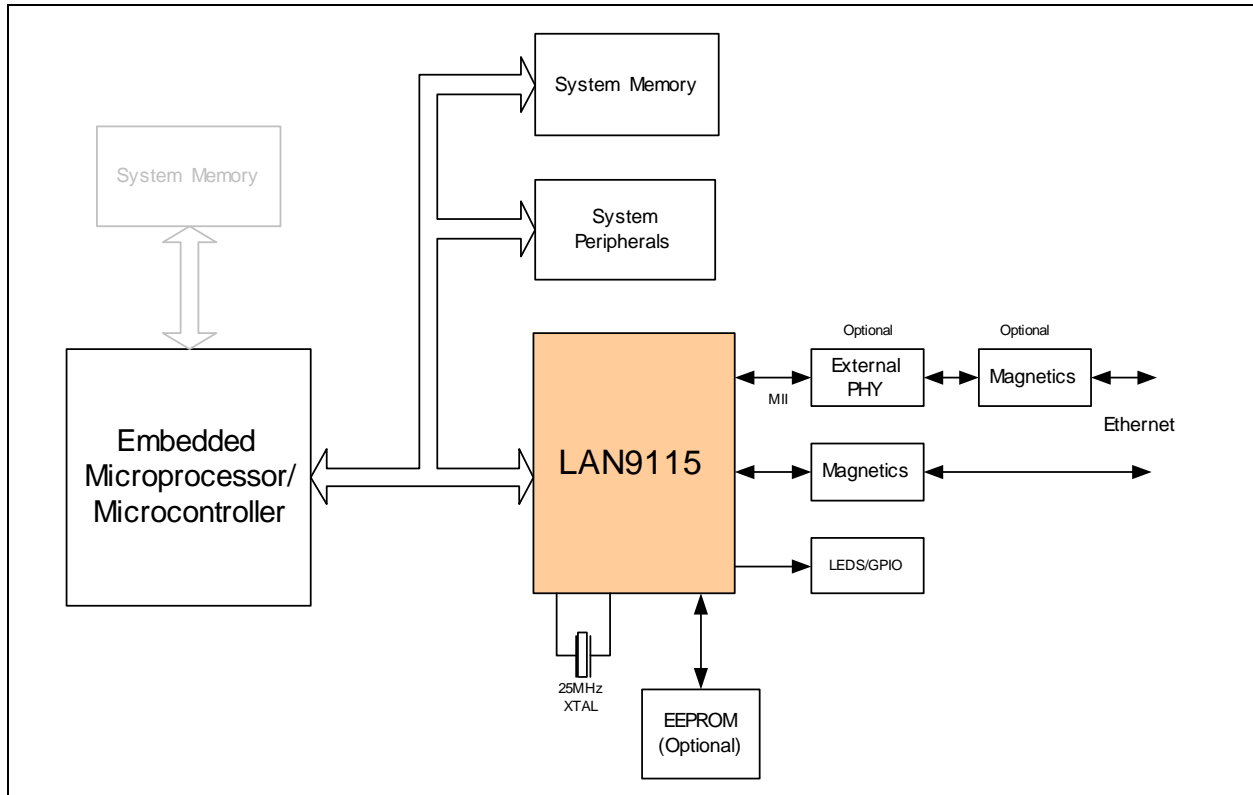 System Memory
System Memory
System
Peripherals
Embedded
Microprocessor/
Microcontroller
LAN9115
Optional
External
PHY
MII
Optional
Magnetics
Ethernet
Magnetics
LEDS/GPIO
25MHz
XTAL
EEPROM
(Optional)